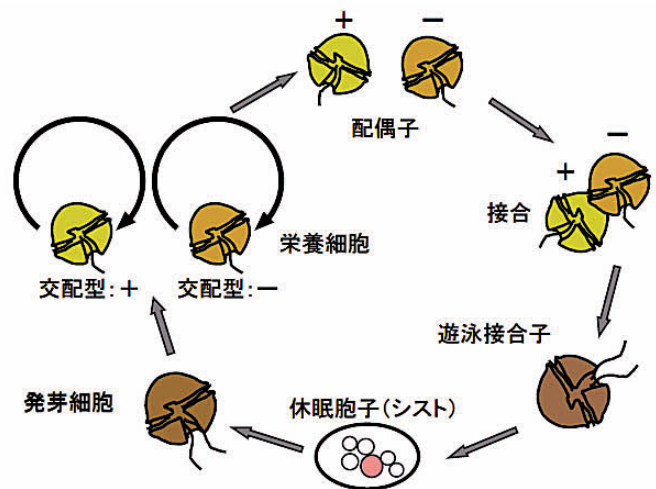 +
−
配偶子
−
+
接合
栄養細胞
交配型:+
交配型:−
遊泳接合子
発芽細胞
休眠胞子(シスト)